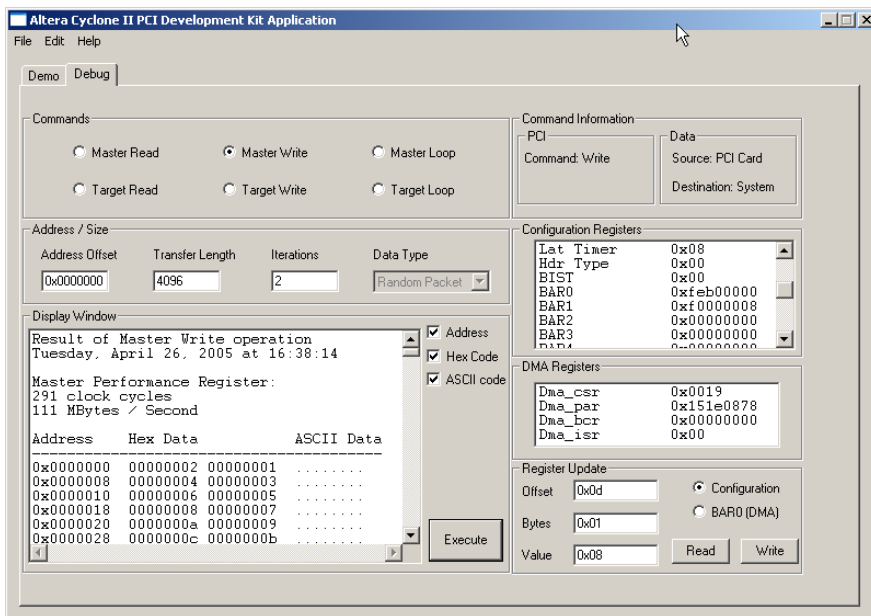 Altera Cyclone II PCI Development Kit Application
File Edit Help
Demo Debug
Commands
Master Read Master Write Master Loop
Target Read Target Write Target Loop
Command Information
PCI
Command: Write
Data
Source: PCI Card
Destination: System
Address / Size
Address Offset Transfer Length Iterations Data Type
0x0000000 4096 2 Random Packet
Configuration Registers
Lat Timer 0x08
Hdr Type 0x00
BIST 0x00
BAR0 0xfeb00000
BAR1 0xf0000008
BAR2 0x00000000
BAR3 0x00000000
Display Window
Result of Master Write operation
Tuesday, April 26, 2005 at 16:38:14
Master Performance Register:
291 clock cycles
111 MBytes / Second
Address Hex Data ASCII Data
-----------------------------------------
0x0000000 00000002 00000001 ........
0x0000008 00000004 00000003 ........
0x0000010 00000006 00000005 ........
0x0000018 00000008 00000007 ........
0x0000020 0000000a 00000009 ........
0x0000028 0000000c 0000000b ........
Address
Hex Code
ASCII code
Execute
DMA Registers
Dma_csr 0x0019
Dma_par 0x151e0878
Dma_bcr 0x00000000
Dma_isr 0x00
Register Update
Offset 0x0d Configuration
BAR0 (DMA)
Bytes 0x01
Value 0x08 Read Write